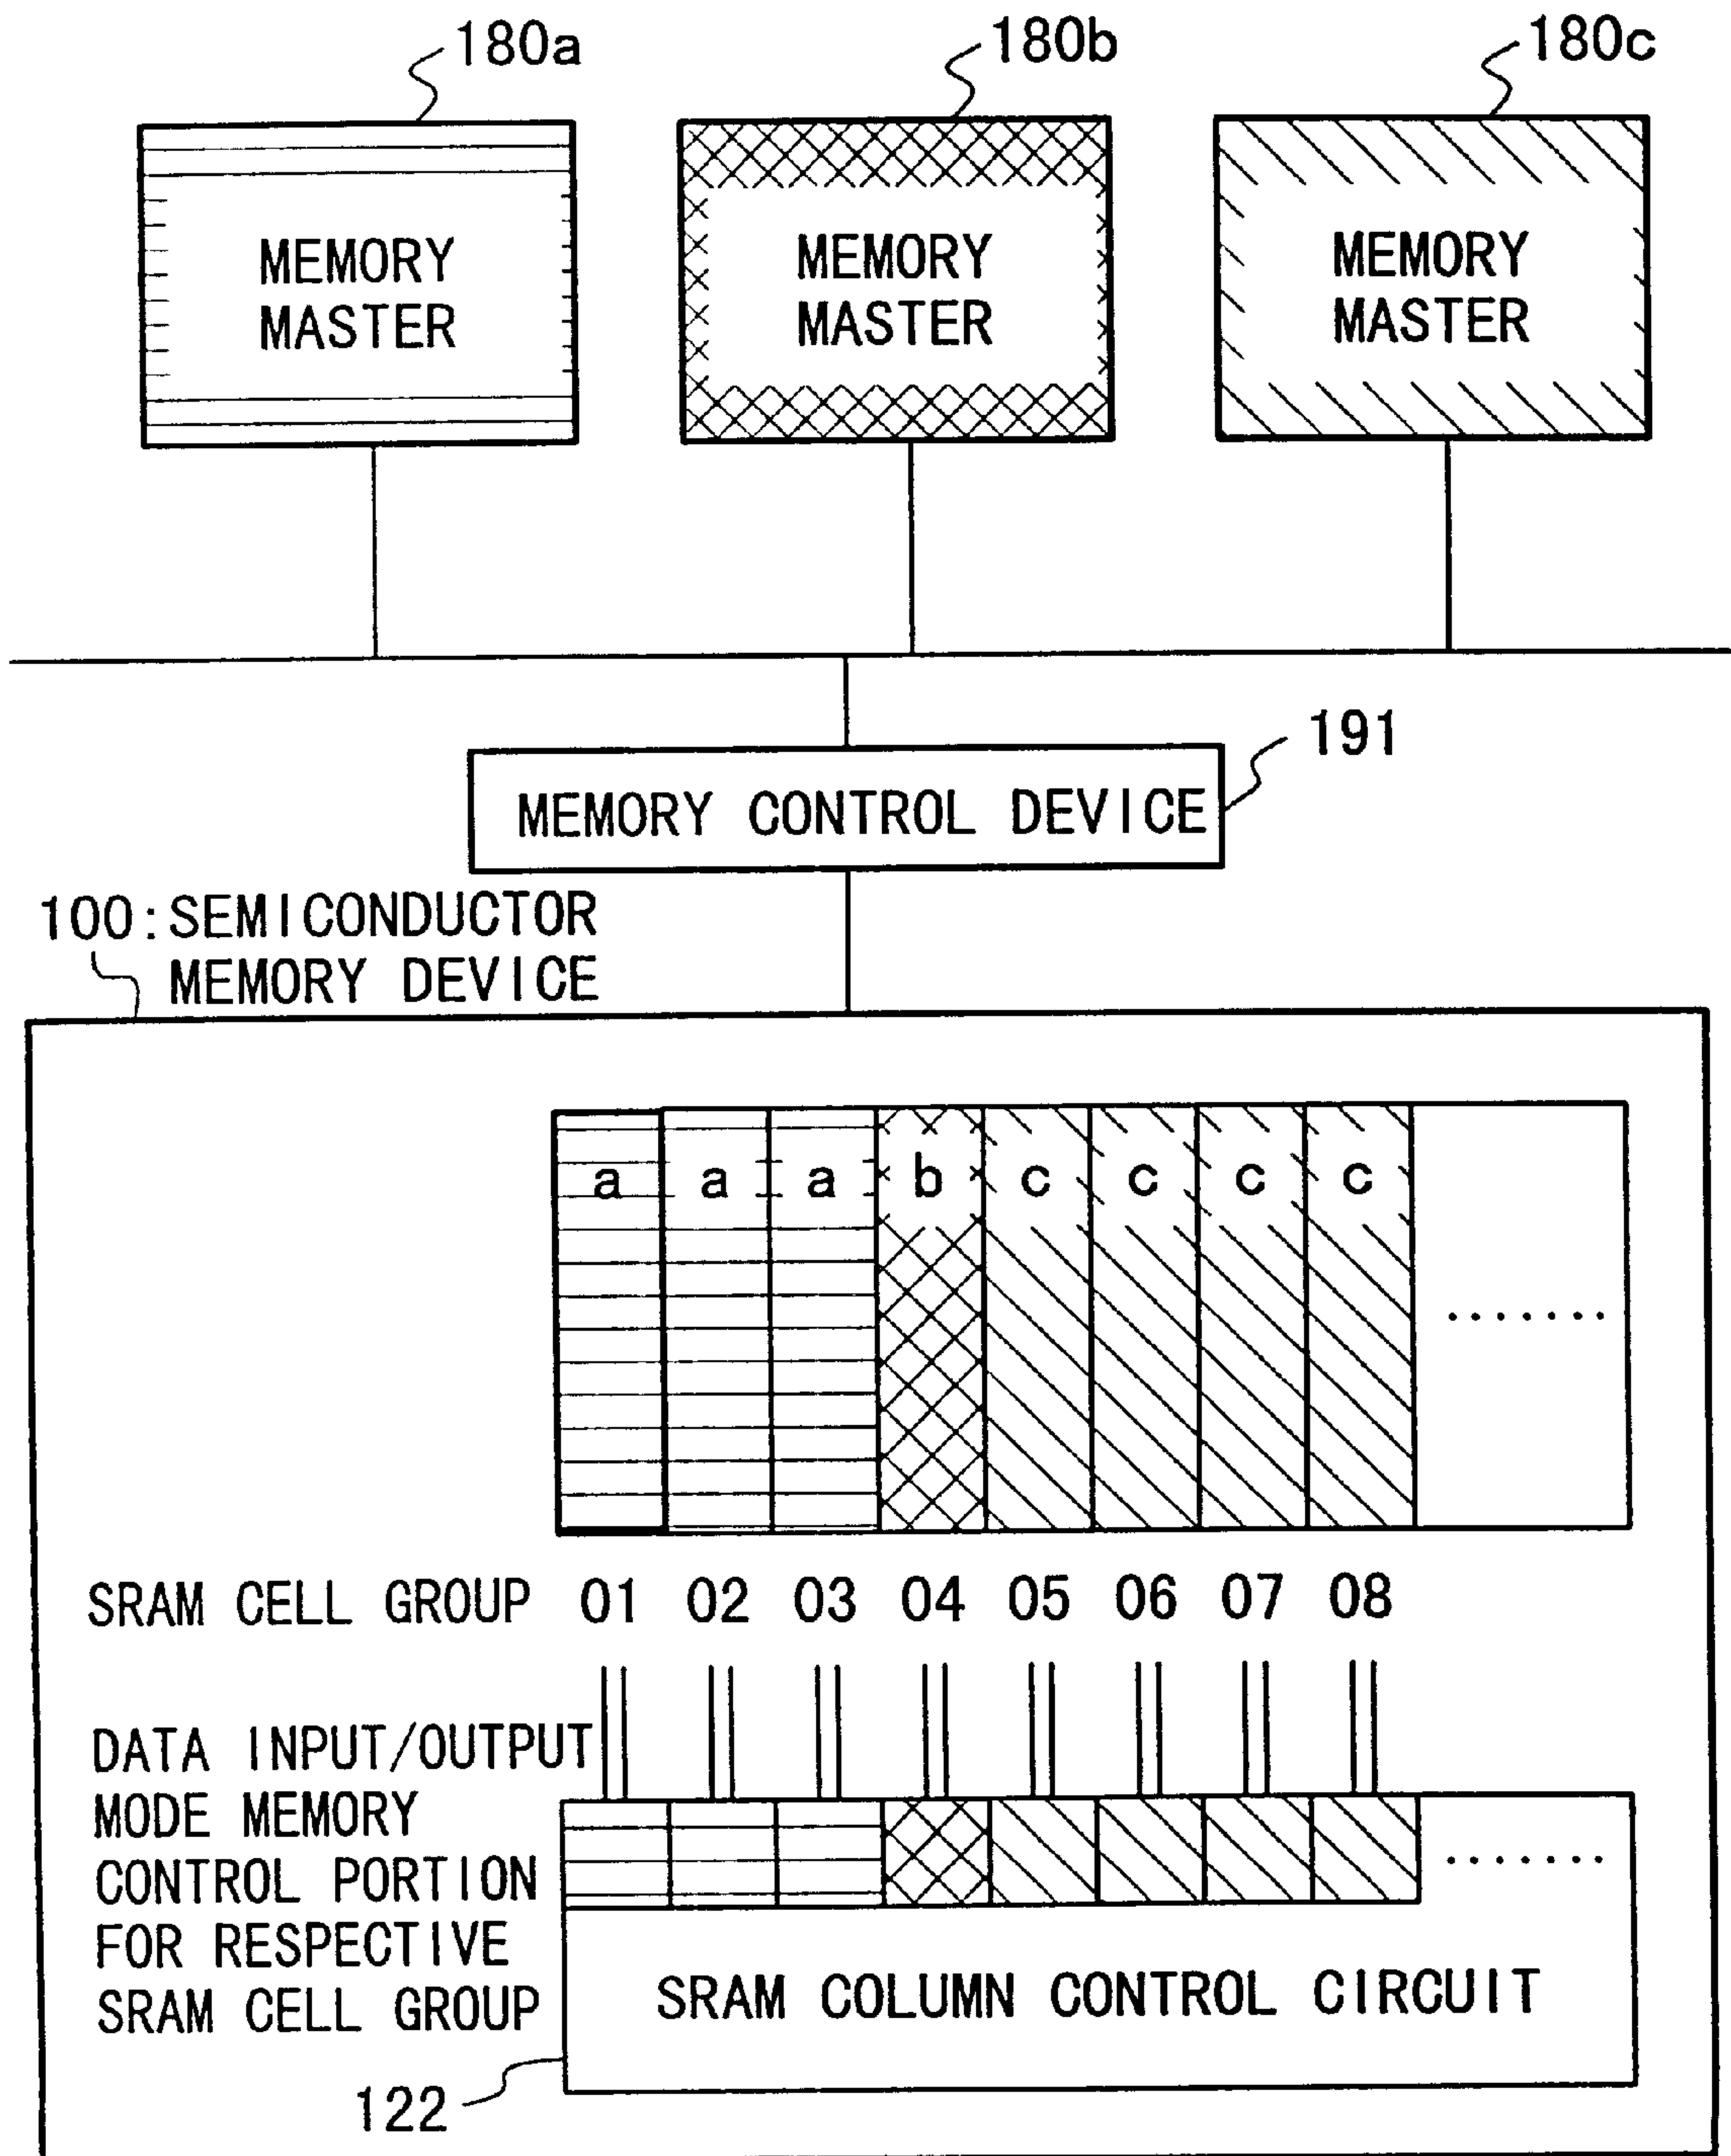 180a 180b 180c
MEMORY MASTER
MEMORY MASTER
MEMORY MASTER
191
MEMORY CONTROL DEVICE
100:SEMICONDUCTOR
MEMORY DEVICE
a a a b c c c c .......
SRAM CELL GROUP 01 02 03 04 05 06 07 08
DATA INPUT/OUTPUT
MODE MEMORY
CONTROL PORTION
FOR RESPECTIVE
SRAM CELL GROUP
.......
SRAM COLUMN CONTROL CIRCUIT
122